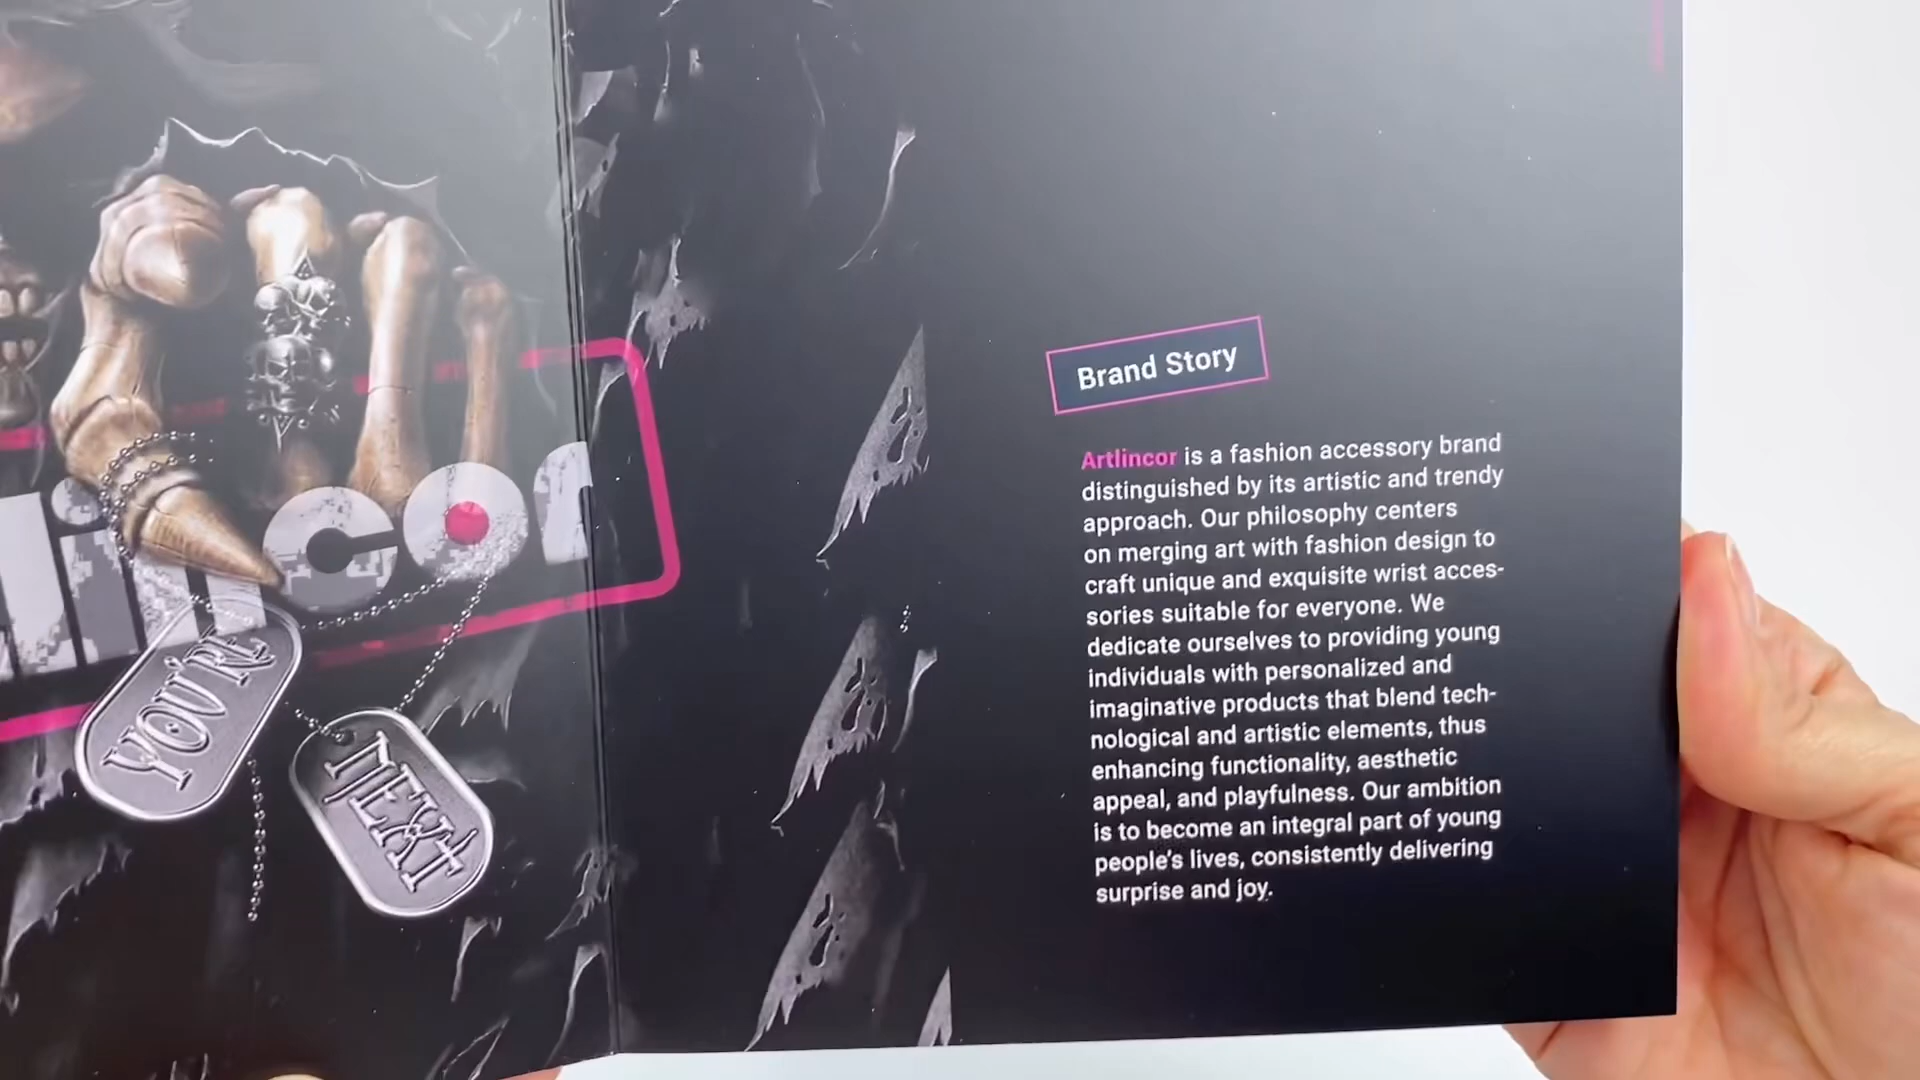 lincor
YOU'RE
NEXT
Brand Story
Artlincor is a fashion accessory brand
distinguished by its artistic and trendy
approach. Our philosophy centers
on merging art with fashion design to
craft unique and exquisite wrist acces-
sories suitable for everyone. We
dedicate ourselves to providing young
individuals with personalized and
imaginative products that blend tech-
nological and artistic elements, thus
enhancing functionality, aesthetic
appeal, and playfulness. Our ambition
is to become an integral part of young
people's lives, consistently delivering
surprise and joy.